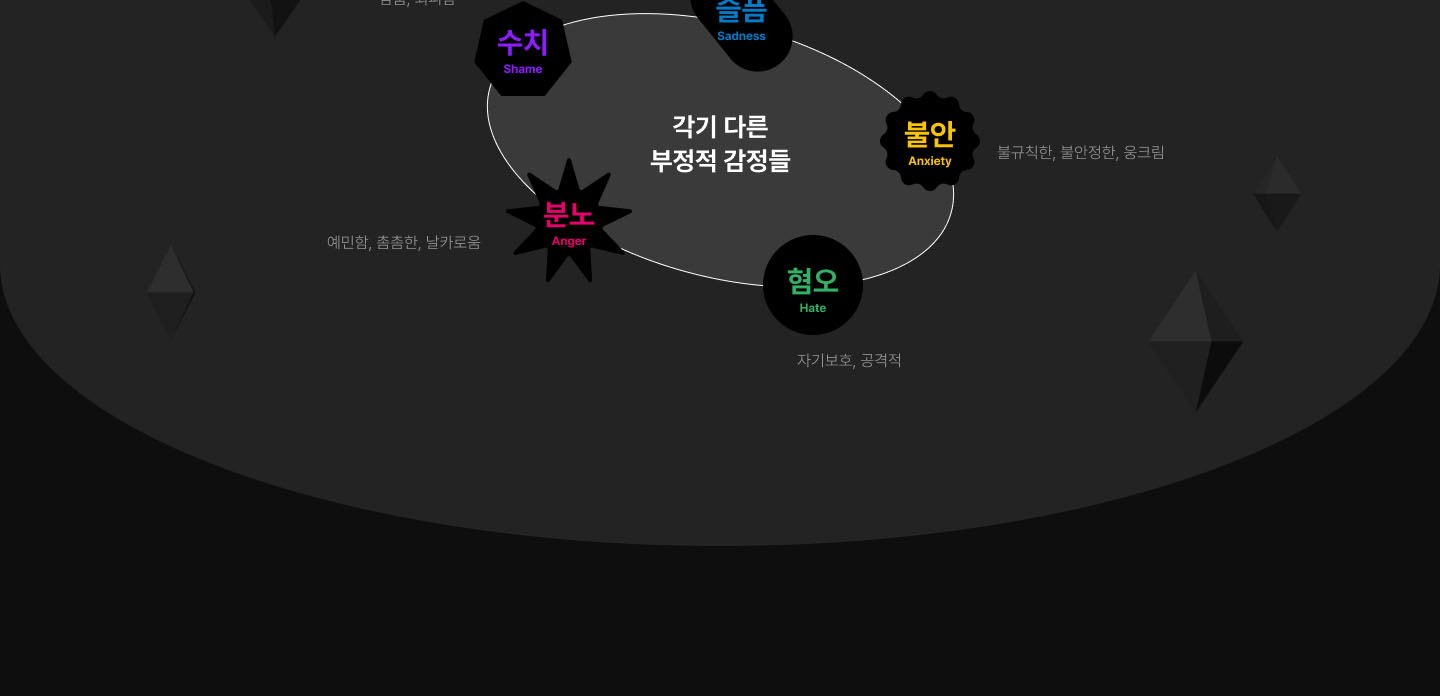 슬픔
Sadness
수치
Shame
각기 다른
부정적 감정들
불안
Anxiety
불규칙한, 불안정한, 웅크림
분노
Anger
예민함, 촘촘한, 날카로움
혐오
Hate
자기보호, 공격적